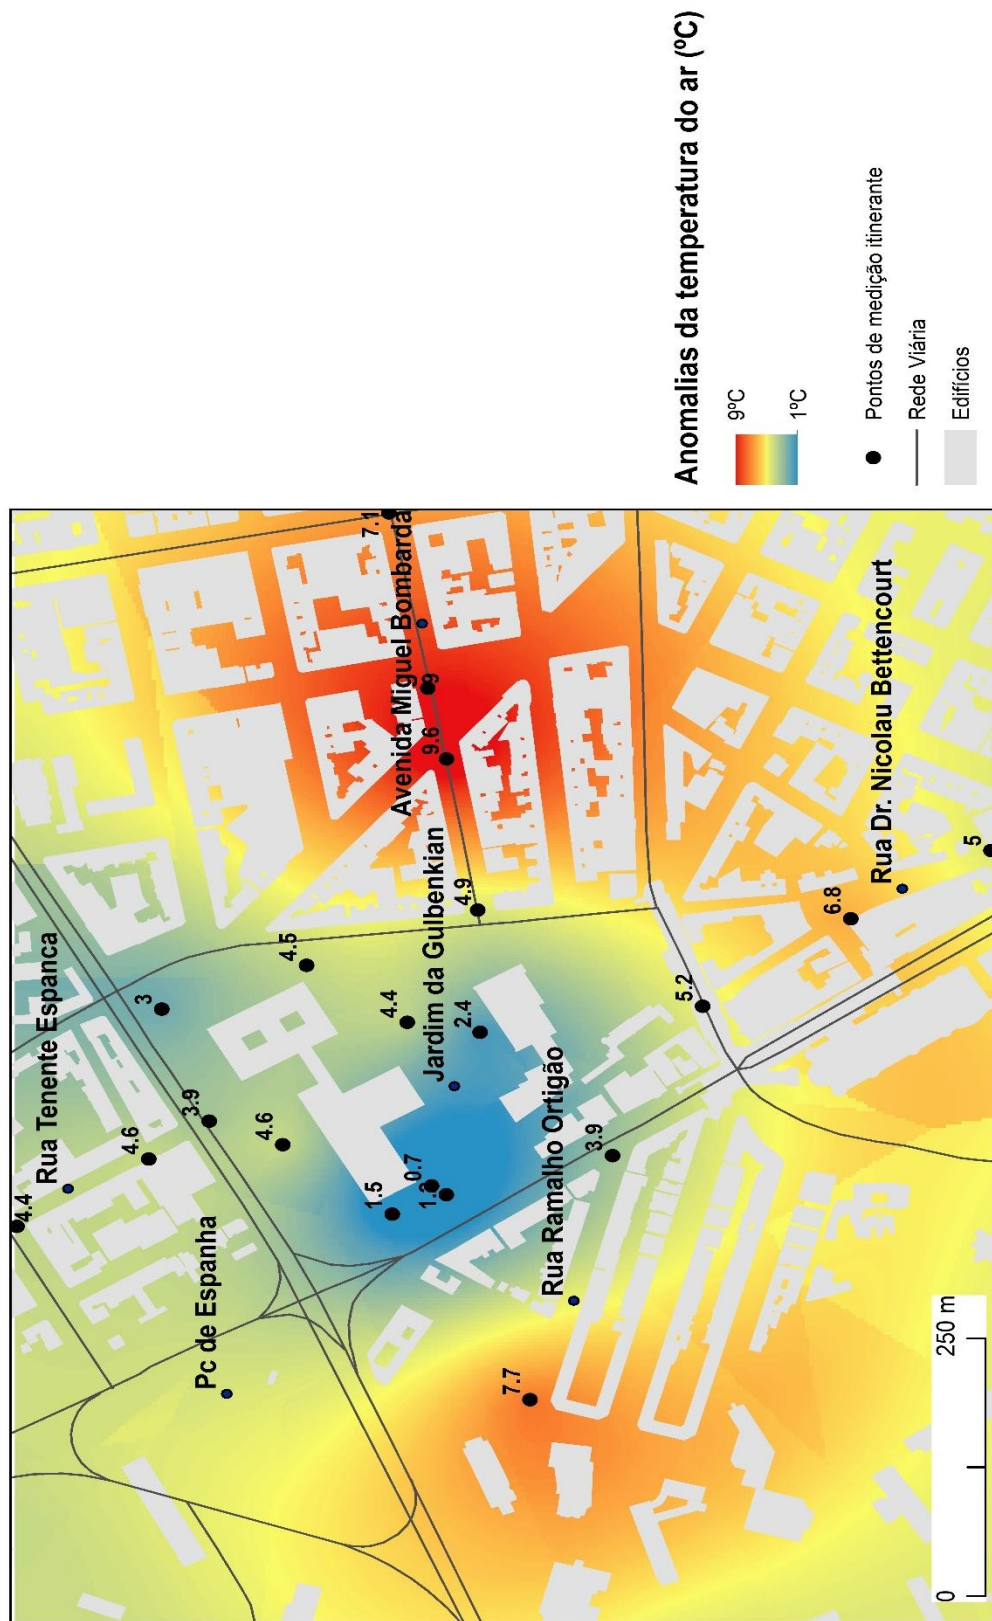 4.4
Rua Tenente Espanca
4.6
3
3.9
Pc de Espanha
4.6
4.5
1.5
7.1
4.4
Avenida Miguel Bombarda
0.7
9.6
9
Jardim da Gulbenkian
2.4
4.9
7.7
Rua Ramalho Ortigão
3.9
5.2
6.8
Rua Dr. Nicolau Bettencourt
5
0 250 m
Anomalias da temperatura do ar (ºC)
9ºC
1ºC
Pontos de medição itinerante
Rede Viária
Edifícios